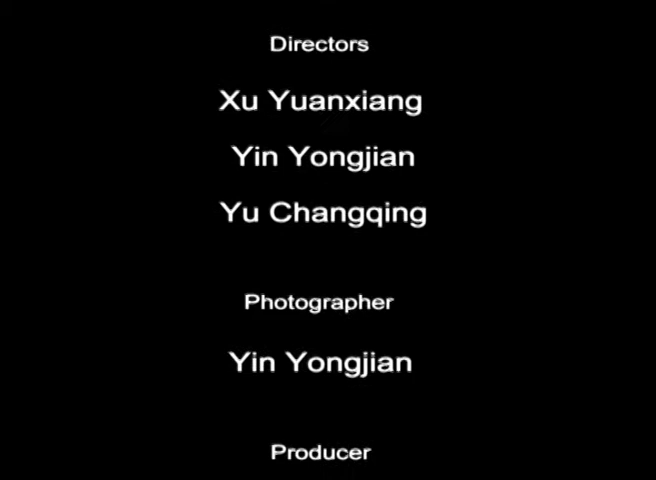 Directors
Xu Yuanxiang
Yin Yongjian
Yu Changqing
Photographer
Yin Yongjian
Producer